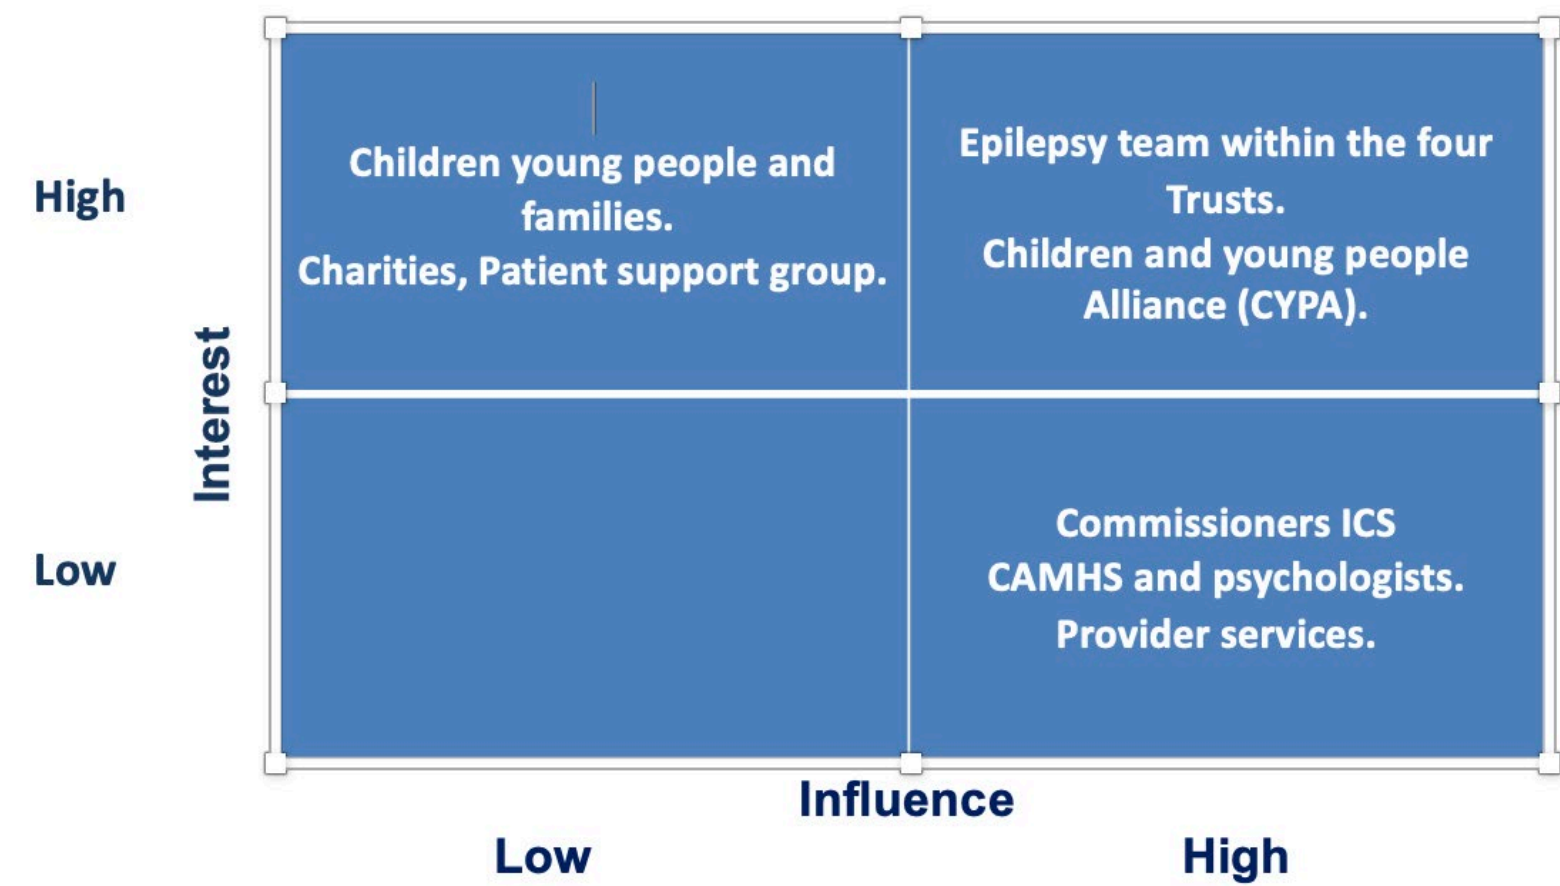 High
Children young people and
families.
Charities, Patient support group.
Epilepsy team within the four
Trusts.
Children and young people
Alliance (CYPA).
Interest
Low
Commissioners ICS
CAMHS and psychologists.
Provider services.
Influence
Low
High